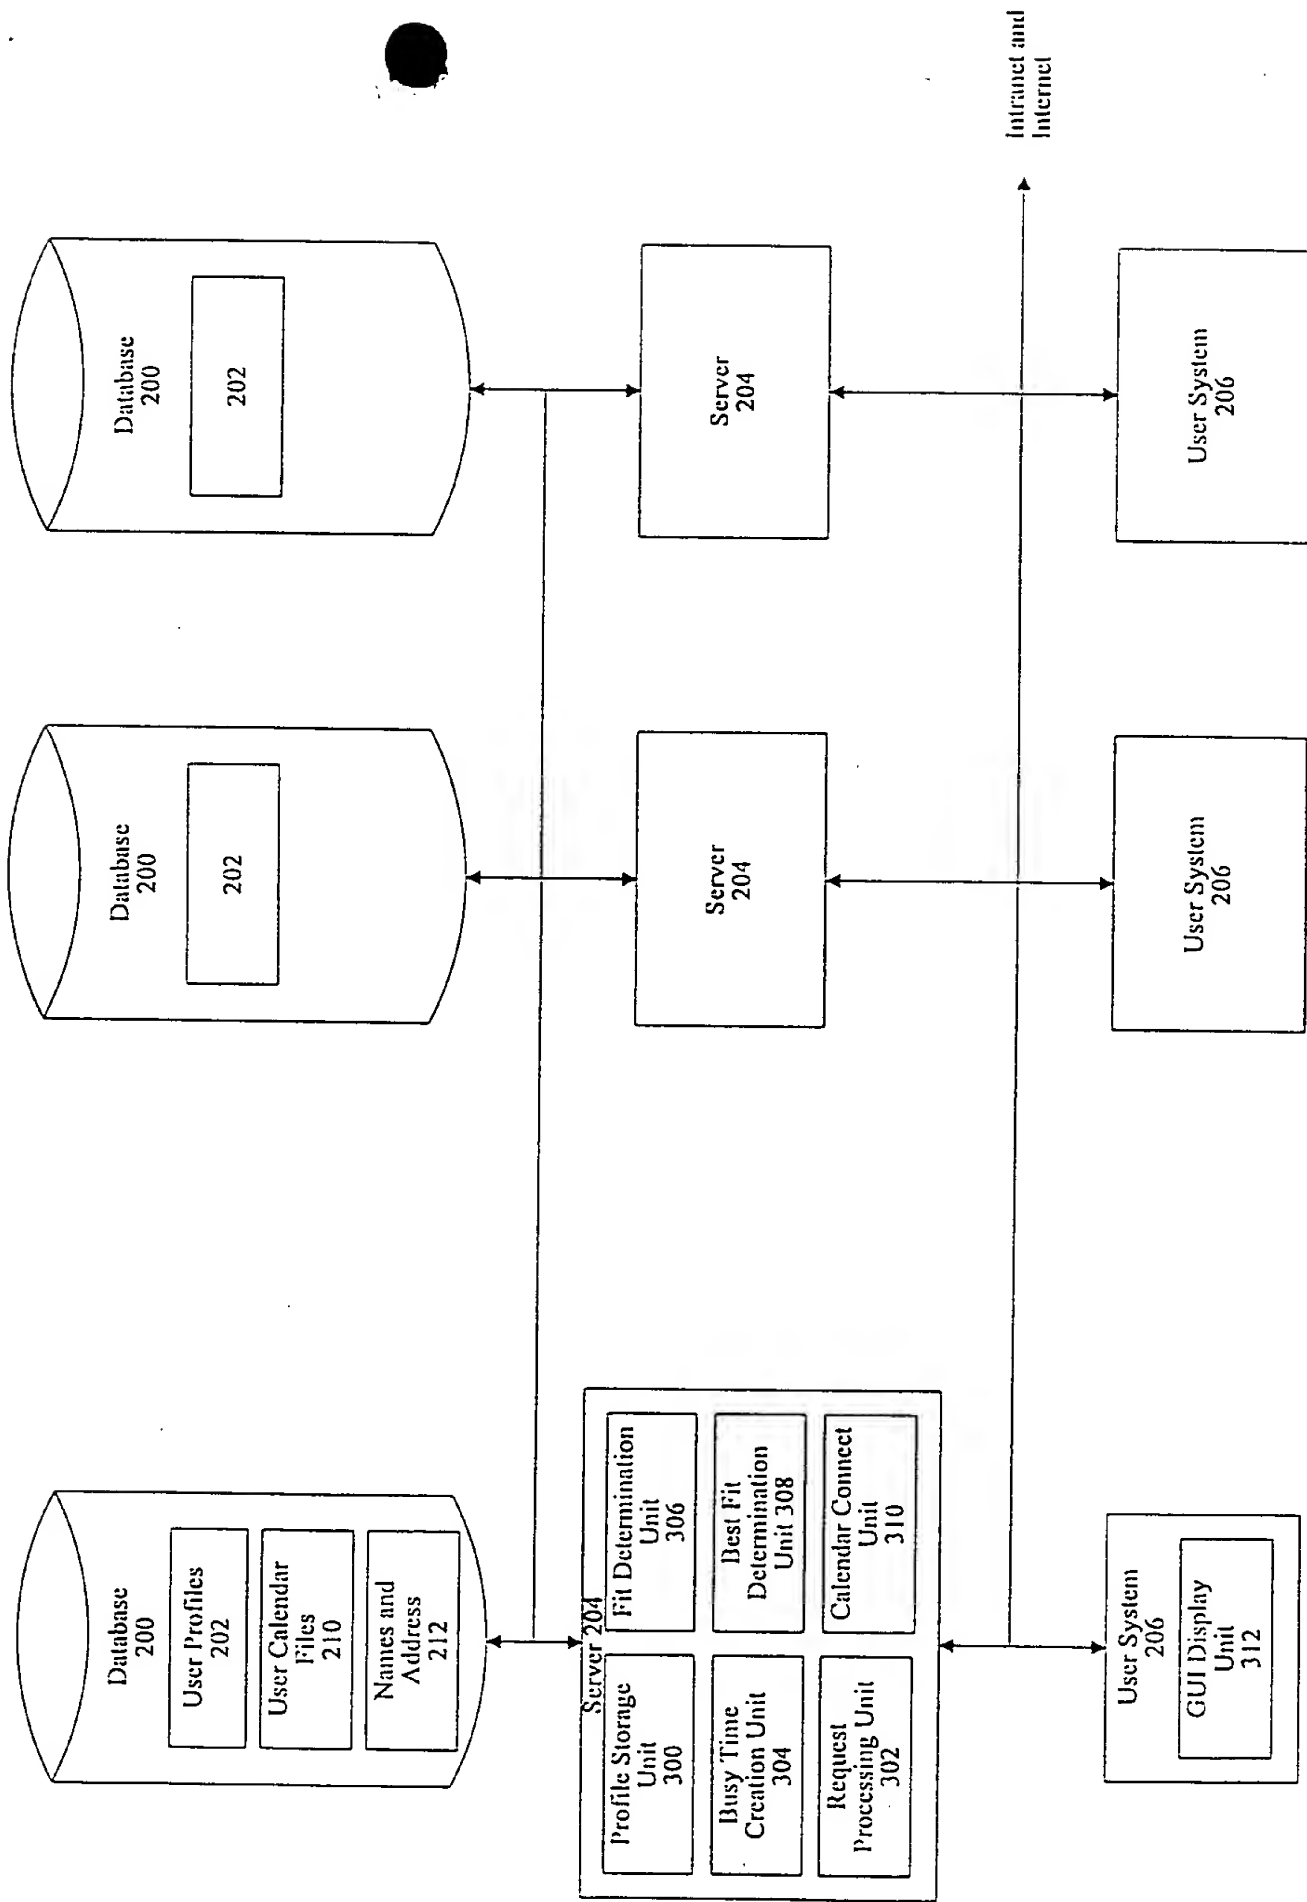 Database
200
User Profiles
202
User Calendar
Files
210
Names and
Address
212
Database
200
202
Database
200
202
Server 204
Profile Storage
Unit
300
Fit Determination
Unit
306
Busy Time
Creation Unit
304
Best Fit
Determination
Unit 308
Request
Processing Unit
302
Calendar Connect
Unit
310
Server
204
Server
204
Intranet and
Internet
User System
206
GUI Display
Unit
312
User System
206
User System
206